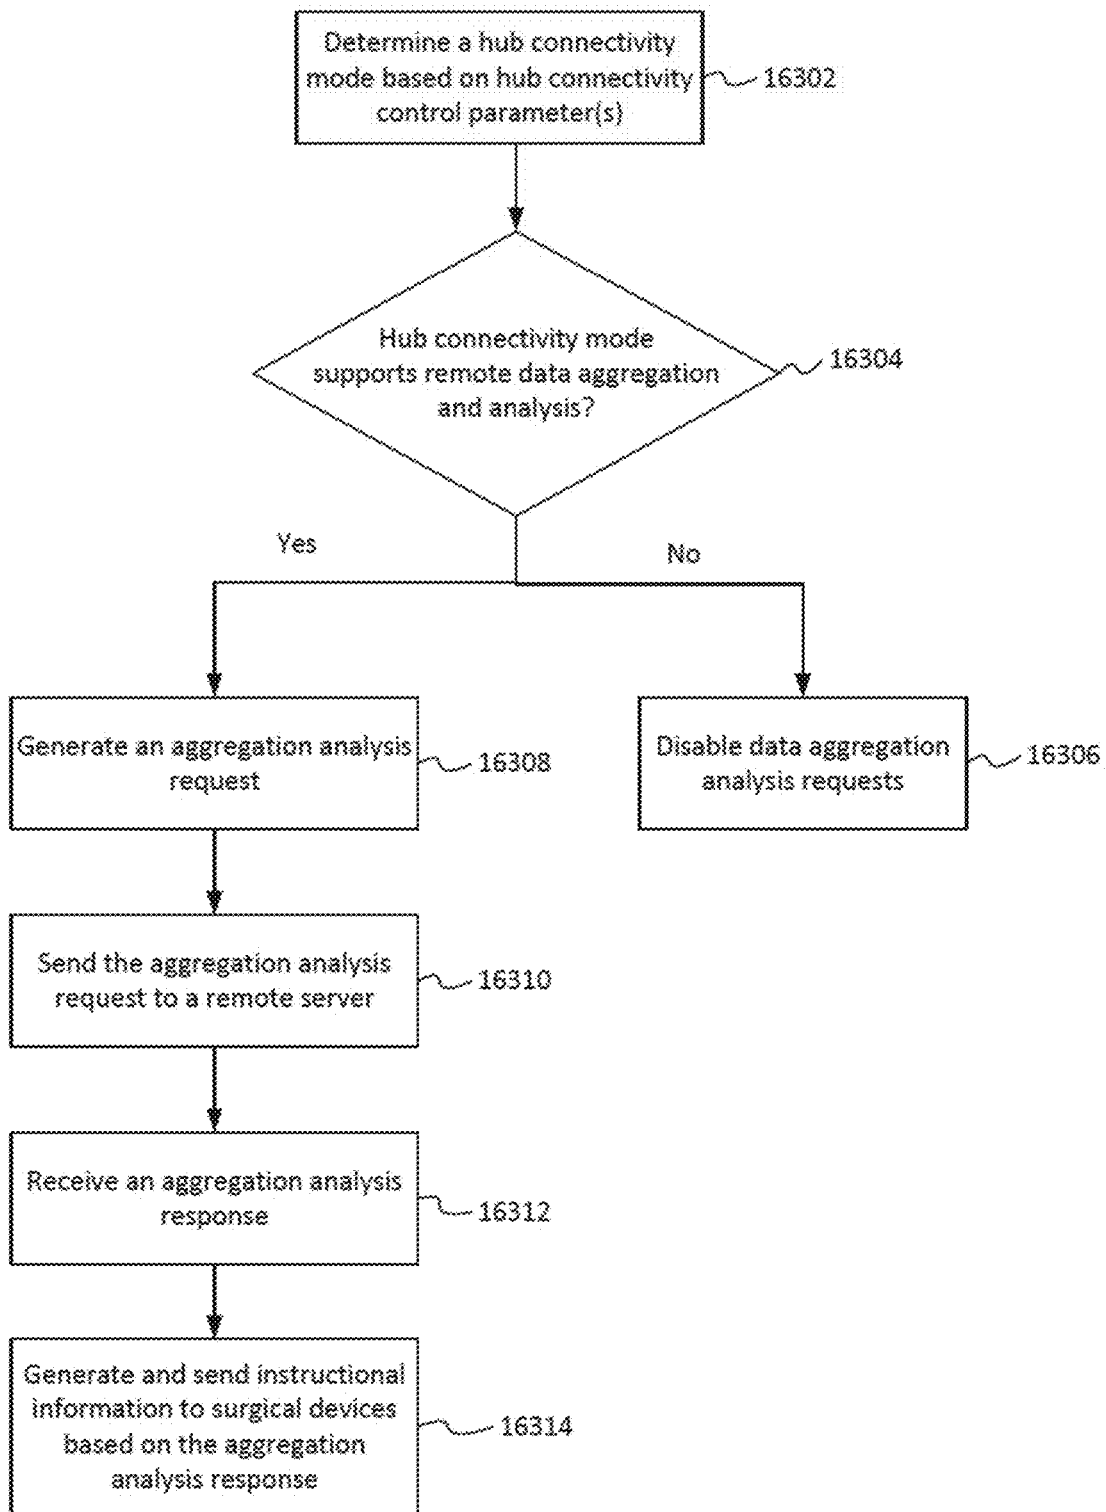 Determine a hub connectivity
mode based on hub connectivity
control parameter(s)
16302
Hub connectivity mode
supports remote data aggregation
and analysis?
16304
Yes
No
Generate an aggregation analysis
request
16308
Disable data aggregation
analysis requests
16306
Send the aggregation analysis
request to a remote server
16310
Receive an aggregation analysis
response
16312
Generate and send instructional
information to surgical devices
based on the aggregation
analysis response
16314